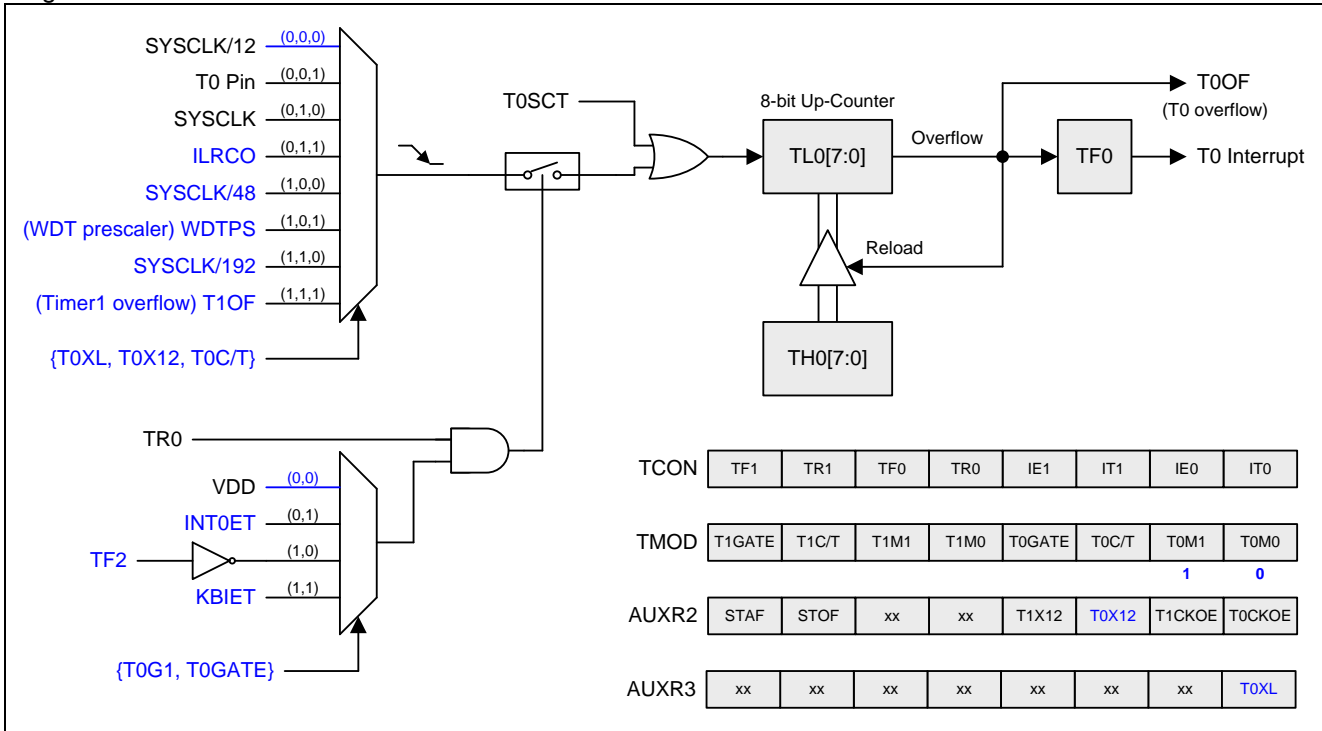 SYSCLK/12 (0,0,0)
T0 Pin (0,0,1)
SYSCLK (0,1,0)
ILRCO (0,1,1)
SYSCLK/48 (1,0,0)
(WDT prescaler) WDTPS (1,0,1)
SYSCLK/192 (1,1,0)
(Timer1 overflow) T1OF (1,1,1)
{T0XL, T0X12, T0C/T}
T0SCT
8-bit Up-Counter
TL0[7:0]
Overflow
T0OF
(T0 overflow)
TF0
T0 Interrupt
Reload
TH0[7:0]
TR0
VDD (0,0)
INT0ET (0,1)
TF2 (1,0)
KBIET (1,1)
{T0G1, T0GATE}
TCON TF1 TR1 TF0 TR0 IE1 IT1 IE0 IT0
TMOD T1GATE T1C/T T1M1 T1M0 T0GATE T0C/T T0M1 T0M0
1 0
AUXR2 STAF STOF xx xx T1X12 T0X12 T1CKOE T0CKOE
AUXR3 xx xx xx xx xx xx xx T0XL